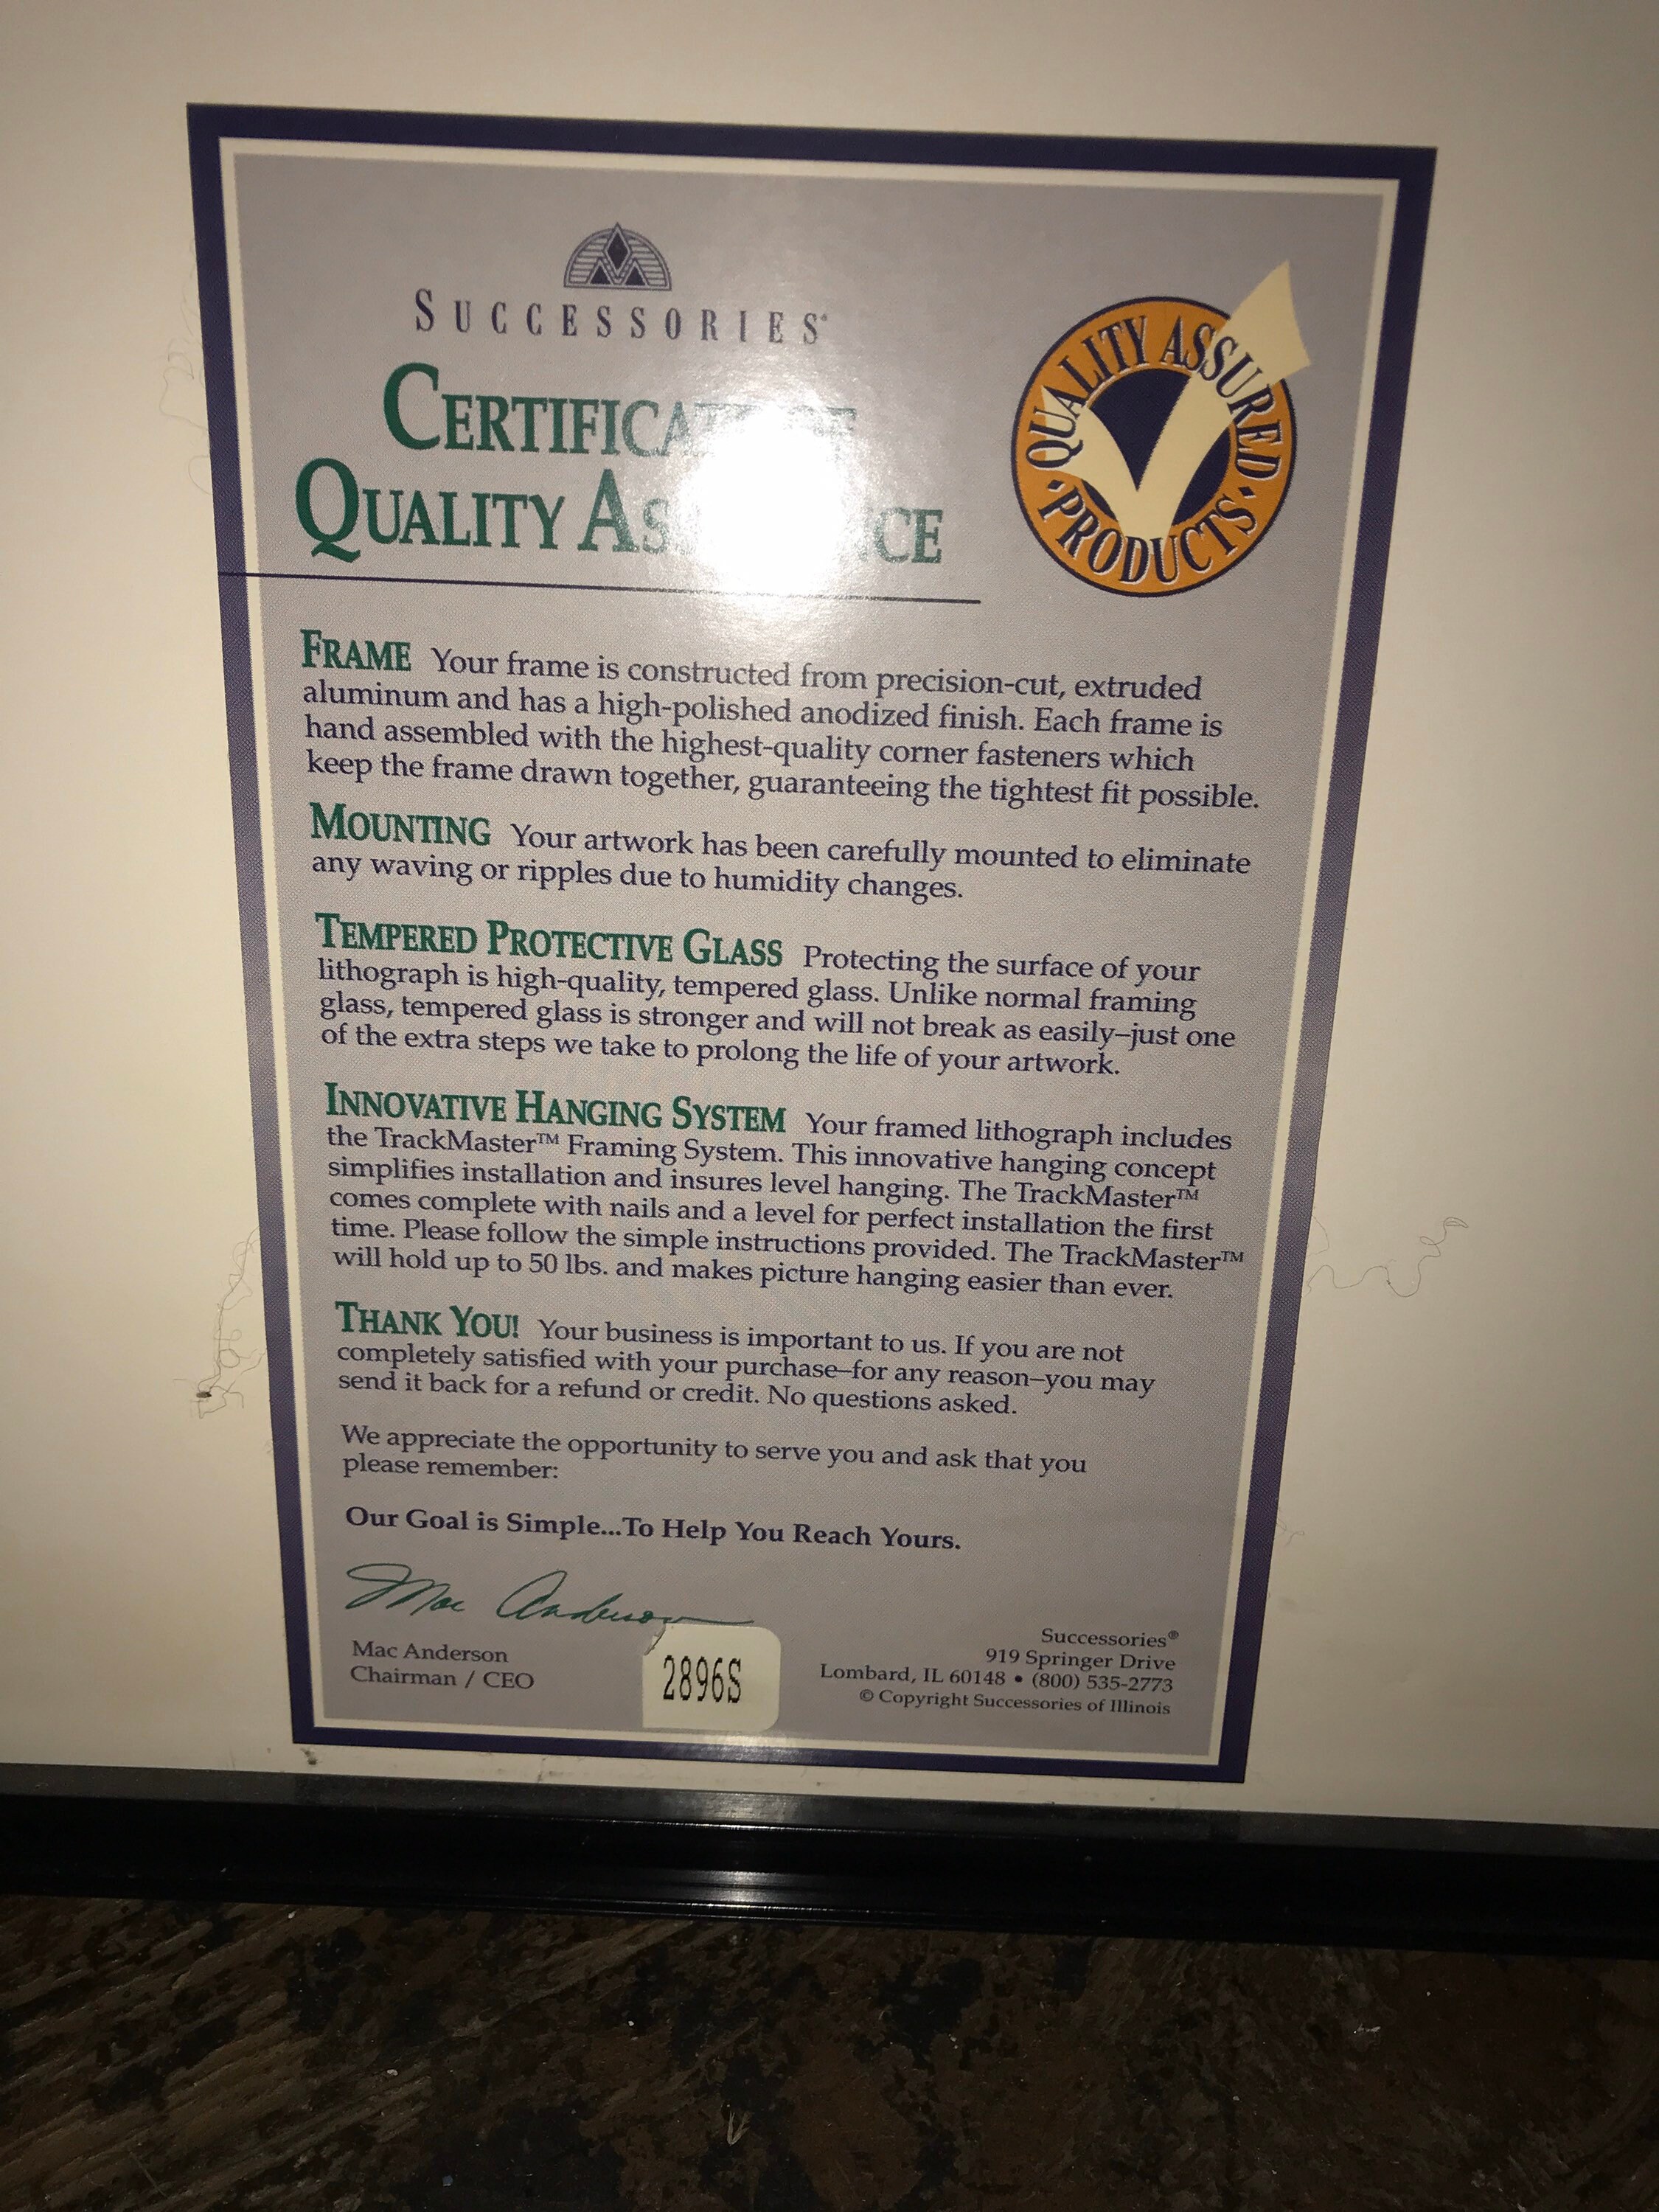 SUCCESSORIES®
CERTIFICATE OF
QUALITY ASSURANCE
QUALITY ASSURED
• PRODUCTS •
FRAME Your frame is constructed from precision-cut, extruded
aluminum and has a high-polished anodized finish. Each frame is
hand assembled with the highest-quality corner fasteners which
keep the frame drawn together, guaranteeing the tightest fit possible.
MOUNTING Your artwork has been carefully mounted to eliminate
any waving or ripples due to humidity changes.
TEMPERED PROTECTIVE GLASS Protecting the surface of your
lithograph is high-quality, tempered glass. Unlike normal framing
glass, tempered glass is stronger and will not break as easily–just one
of the extra steps we take to prolong the life of your artwork.
INNOVATIVE HANGING SYSTEM Your framed lithograph includes
the TrackMaster™ Framing System. This innovative hanging concept
simplifies installation and insures level hanging. The TrackMaster™
comes complete with nails and a level for perfect installation the first
time. Please follow the simple instructions provided. The TrackMaster™
will hold up to 50 lbs. and makes picture hanging easier than ever.
THANK YOU! Your business is important to us. If you are not
completely satisfied with your purchase–for any reason–you may
send it back for a refund or credit. No questions asked.
We appreciate the opportunity to serve you and ask that you
please remember:
Our Goal is Simple...To Help You Reach Yours.
Mac Anderson
Mac Anderson
Chairman / CEO
2896S
Successories®
919 Springer Drive
Lombard, IL 60148 • (800) 535-2773
© Copyright Successories of Illinois